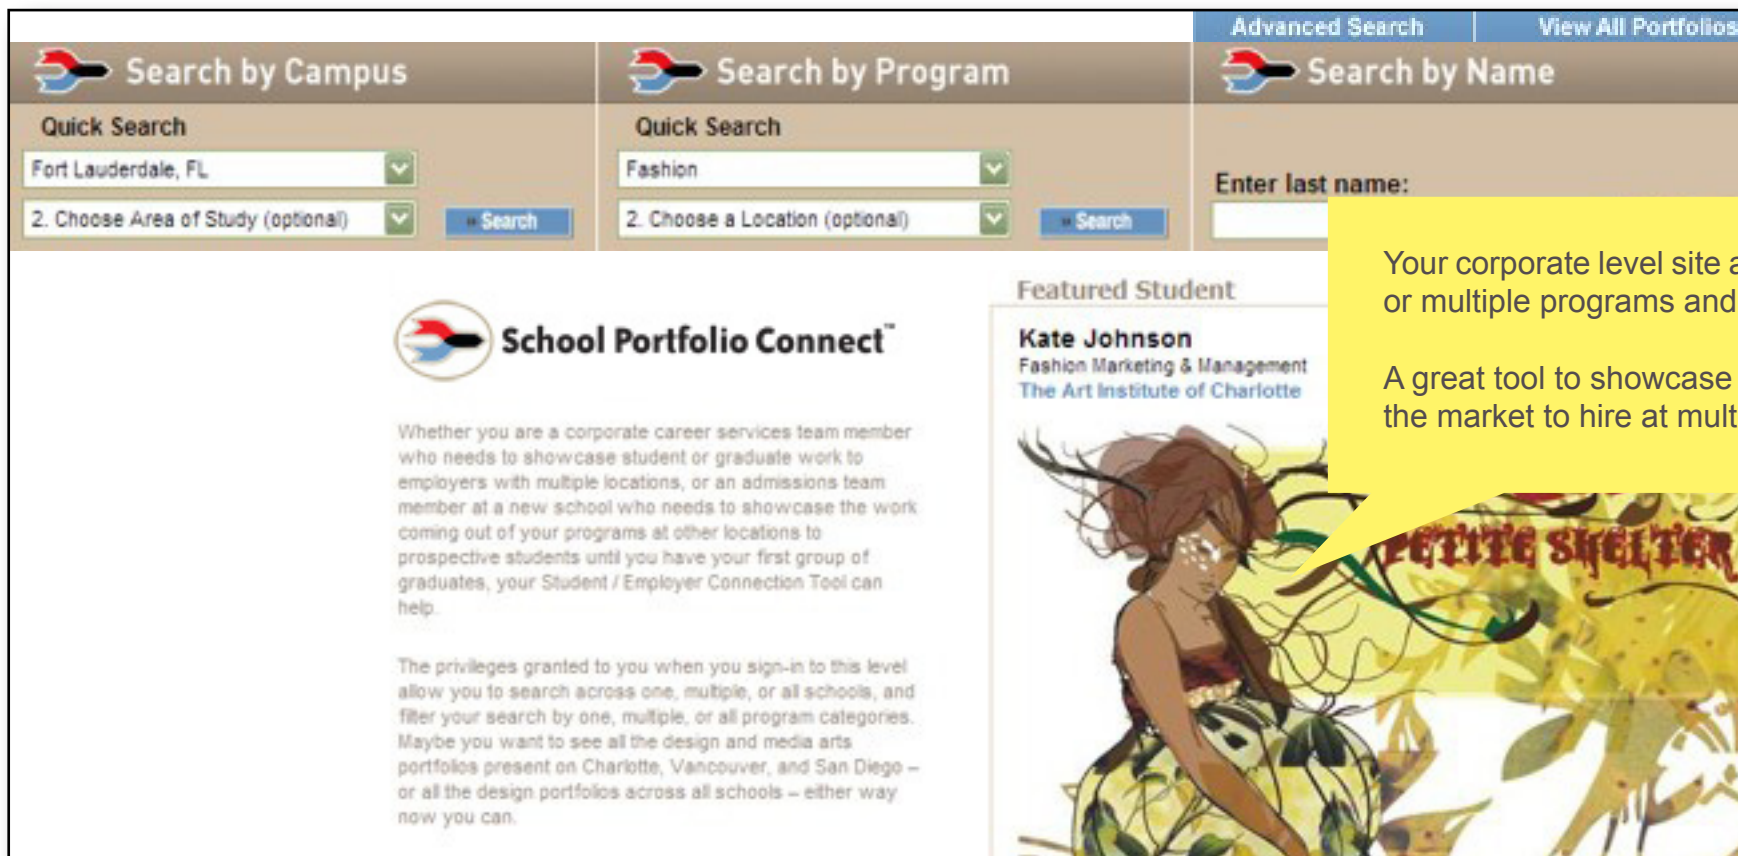 Advanced Search
View All Portfolios
Search by Campus
Quick Search
Fort Lauderdale, FL
2. Choose Area of Study (optional)
» Search
Search by Program
Quick Search
Fashion
2. Choose a Location (optional)
» Search
Search by Name
Enter last name:
School Portfolio Connect™
Whether you are a corporate career services team member
who needs to showcase student or graduate work to
employers with multiple locations, or an admissions team
member at a new school who needs to showcase the work
coming out of your programs at other locations to
prospective students until you have your first group of
graduates, your Student / Employer Connection Tool can
help.
The privileges granted to you when you sign-in to this level
allow you to search across one, multiple, or all schools, and
filter your search by one, multiple, or all program categories.
Maybe you want to see all the design and media arts
portfolios present on Charlotte, Vancouver, and San Diego –
or all the design portfolios across all schools – either way
now you can.
Featured Student
Kate Johnson
Fashion Marketing & Management
The Art Institute of Charlotte
Your corporate level site
or multiple programs and
A great tool to showcase
the market to hire at
PETITE SHELTER